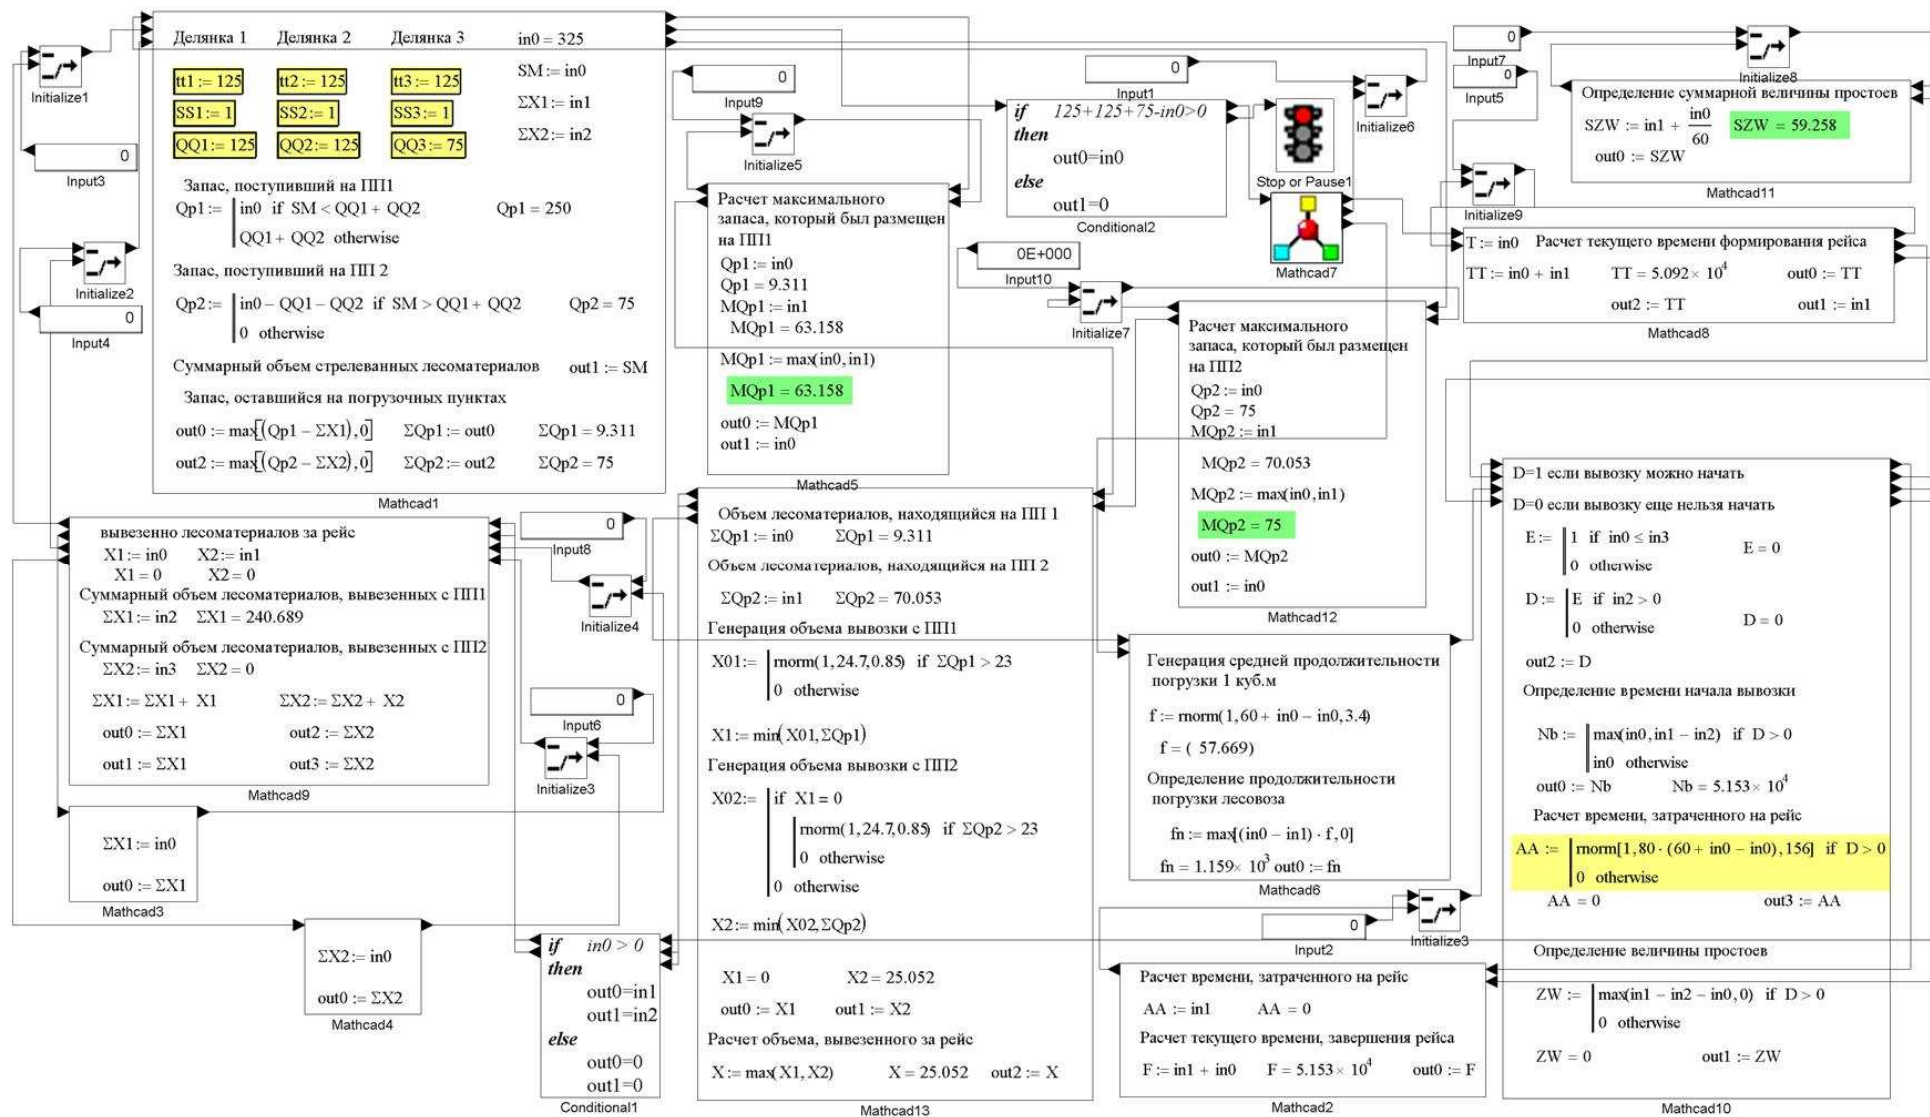 Делянка 1 Делянка 2 Делянка 3 in0 = 325
tt1 := 125 tt2 := 125 tt3 := 125 SM := in0
SS1 := 1 SS2 := 1 SS3 := 1 ΣX1 := in1
QQ1 := 125 QQ2 := 125 QQ3 := 75 ΣX2 := in2
Запас, поступивший на ПП1
Qp1 := in0 if SM < QQ1 + QQ2 Qp1 = 250
QQ1 + QQ2 otherwise
Запас, поступивший на ПП 2
Qp2 := in0 − QQ1 − QQ2 if SM > QQ1 + QQ2 Qp2 = 75
0 otherwise
Суммарный объем стрелеванных лесоматериалов out1 := SM
Запас, оставшийся на погрузочных пунктах
out0 := max[(Qp1 − ΣX1), 0] ΣQp1 := out0 ΣQp1 = 9.311
out2 := max[(Qp2 − ΣX2), 0] ΣQp2 := out2 ΣQp2 = 75
Mathcad1
Initialize1
0
Input3
Initialize2
0
Input4
0
Input9
Initialize5
Расчет максимального
запаса, который был размещен
на ПП1
Qp1 := in0
Qp1 = 9.311
MQp1 := in1
MQp1 = 63.158
MQp1 := max(in0, in1)
MQp1 = 63.158
out0 := MQp1
out1 := in0
Mathcad5
0
Input1
if 125+125+75-in0>0
then
out0=in0
else
out1=0
Conditional2
Stop or Pause1
Mathcad7
Initialize6
0E+000
Input10
Initialize7
Расчет максимального
запаса, который был размещен
на ПП2
Qp2 := in0
Qp2 = 75
MQp2 := in1
MQp2 = 70.053
MQp2 := max(in0, in1)
MQp2 = 75
out0 := MQp2
out1 := in0
Mathcad12
0
Input7
0
Input5
Initialize8
Initialize9
Определение суммарной величины простоев
SZW := in1 + in0/60 SZW = 59.258
out0 := SZW
Mathcad11
T := in0 Расчет текущего времени формирования рейса
TT := in0 + in1 TT = 5.092 × 10^4 out0 := TT
out2 := TT out1 := in1
Mathcad8
вывезенно лесоматериалов за рейс
X1 := in0 X2 := in1
X1 = 0 X2 = 0
Суммарный объем лесоматериалов, вывезенных с ПП1
ΣX1 := in2 ΣX1 = 240.689
Суммарный объем лесоматериалов, вывезенных с ПП2
ΣX2 := in3 ΣX2 = 0
ΣX1 := ΣX1 + X1 ΣX2 := ΣX2 + X2
out0 := ΣX1 out2 := ΣX2
out1 := ΣX1 out3 := ΣX2
Mathcad9
ΣX1 := in0
out0 := ΣX1
Mathcad3
ΣX2 := in0
out0 := ΣX2
Mathcad4
0
Input8
Initialize4
0
Input6
Initialize3
if in0 > 0
then
out0=in1
out1=in2
else
out0=0
out1=0
Conditional1
Объем лесоматериалов, находящийся на ПП 1
ΣQp1 := in0 ΣQp1 = 9.311
Объем лесоматериалов, находящийся на ПП 2
ΣQp2 := in1 ΣQp2 = 70.053
Генерация объема вывозки с ПП1
X01 := rnorm(1, 24.7, 0.85) if ΣQp1 > 23
0 otherwise
X1 := min(X01, ΣQp1)
Генерация объема вывозки с ПП2
X02 := if X1 = 0
rnorm(1, 24.7, 0.85) if ΣQp2 > 23
0 otherwise
0 otherwise
X2 := min(X02, ΣQp2)
X1 = 0 X2 = 25.052
out0 := X1 out1 := X2
Расчет объема, вывезенного за рейс
X := max(X1, X2) X = 25.052 out2 := X
Mathcad13
Генерация средней продолжительности
погрузки 1 куб.м
f := rnorm(1, 60 + in0 − in0, 3.4)
f = ( 57.669)
Определение продолжительности
погрузки лесовоза
fn := max[(in0 − in1) · f, 0]
fn = 1.159 × 10^3 out0 := fn
Mathcad6
0
Input2
Initialize3
Расчет времени, затраченного на рейс
AA := in1 AA = 0
Расчет текущего времени, завершения рейса
F := in1 + in0 F = 5.153 × 10^4 out0 := F
Mathcad2
D=1 если вывозку можно начать
D=0 если вывозку еще нельзя начать
E := 1 if in0 ≤ in3 E = 0
0 otherwise
D := E if in2 > 0 D = 0
0 otherwise
out2 := D
Определение времени начала вывозки
Nb := max(in0, in1 − in2) if D > 0
in0 otherwise
out0 := Nb Nb = 5.153 × 10^4
Расчет времени, затраченного на рейс
AA := rnorm[1, 80 · (60 + in0 − in0), 156] if D > 0
0 otherwise
AA = 0 out3 := AA
Определение величины простоев
ZW := max(in1 − in2 − in0, 0) if D > 0
0 otherwise
ZW = 0 out1 := ZW
Mathcad10